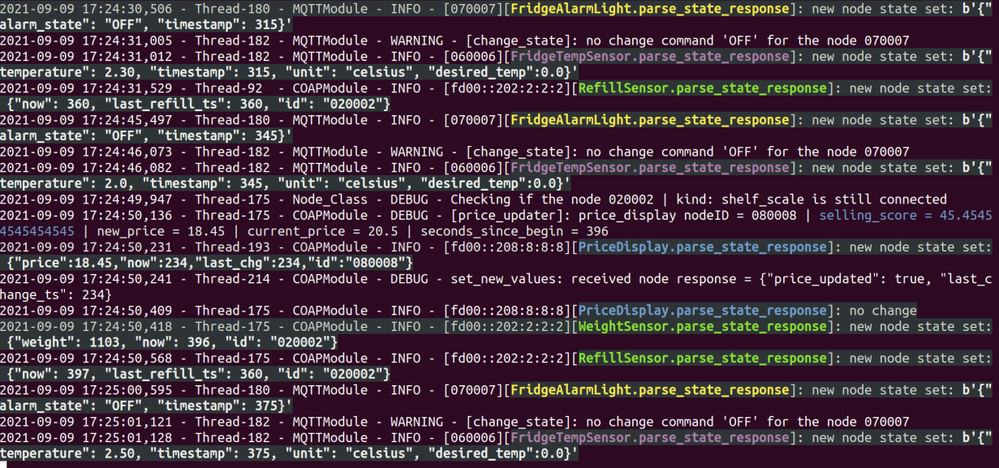 2021-09-09 17:24:30,506 - Thread-180 - MQTTModule - INFO - [070007][FridgeAlarmLight.parse_state_response]: new node state set: b'{"
alarm_state": "OFF", "timestamp": 315}'
2021-09-09 17:24:31,005 - Thread-182 - MQTTModule - WARNING - [change_state]: no change command 'OFF' for the node 070007
2021-09-09 17:24:31,012 - Thread-182 - MQTTModule - INFO - [060006][FridgeTempSensor.parse_state_response]: new node state set: b'{"
temperature": 2.30, "timestamp": 315, "unit": "celsius", "desired_temp":0.0}'
2021-09-09 17:24:31,529 - Thread-92  - COAPModule - INFO - [fd00::202:2:2:2][RefillSensor.parse_state_response]: new node state set:
 {"now": 360, "last_refill_ts": 360, "id": "020002"}
2021-09-09 17:24:45,497 - Thread-180 - MQTTModule - INFO - [070007][FridgeAlarmLight.parse_state_response]: new node state set: b'{"
alarm_state": "OFF", "timestamp": 345}'
2021-09-09 17:24:46,073 - Thread-182 - MQTTModule - WARNING - [change_state]: no change command 'OFF' for the node 070007
2021-09-09 17:24:46,082 - Thread-182 - MQTTModule - INFO - [060006][FridgeTempSensor.parse_state_response]: new node state set: b'{"
temperature": 2.0, "timestamp": 345, "unit": "celsius", "desired_temp":0.0}'
2021-09-09 17:24:49,947 - Thread-175 - Node_Class - DEBUG - Checking if the node 020002 | kind: shelf_scale is still connected
2021-09-09 17:24:50,136 - Thread-175 - COAPModule - DEBUG - [price_updater]: price_display nodeID = 080008 | selling_score = 45.4545
4545454545 | new_price = 18.45 | current_price = 20.5 | seconds_since_begin = 396
2021-09-09 17:24:50,231 - Thread-193 - COAPModule - INFO - [fd00::208:8:8:8][PriceDisplay.parse_state_response]: new node state set:
 {"price":18.45,"now":234,"last_chg":234,"id":"080008"}
2021-09-09 17:24:50,241 - Thread-214 - COAPModule - DEBUG - set_new_values: received node response = {"price_updated": true, "last_c
hange_ts": 234}
2021-09-09 17:24:50,409 - Thread-175 - COAPModule - INFO - [fd00::208:8:8:8][PriceDisplay.parse_state_response]: no change
2021-09-09 17:24:50,418 - Thread-175 - COAPModule - INFO - [fd00::202:2:2:2][WeightSensor.parse_state_response]: new node state set:
 {"weight": 1103, "now": 396, "id": "020002"}
2021-09-09 17:24:50,568 - Thread-175 - COAPModule - INFO - [fd00::202:2:2:2][RefillSensor.parse_state_response]: new node state set:
 {"now": 397, "last_refill_ts": 360, "id": "020002"}
2021-09-09 17:25:00,595 - Thread-180 - MQTTModule - INFO - [070007][FridgeAlarmLight.parse_state_response]: new node state set: b'{"
alarm_state": "OFF", "timestamp": 375}'
2021-09-09 17:25:01,121 - Thread-182 - MQTTModule - WARNING - [change_state]: no change command 'OFF' for the node 070007
2021-09-09 17:25:01,128 - Thread-182 - MQTTModule - INFO - [060006][FridgeTempSensor.parse_state_response]: new node state set: b'{"
temperature": 2.50, "timestamp": 375, "unit": "celsius", "desired_temp":0.0}'